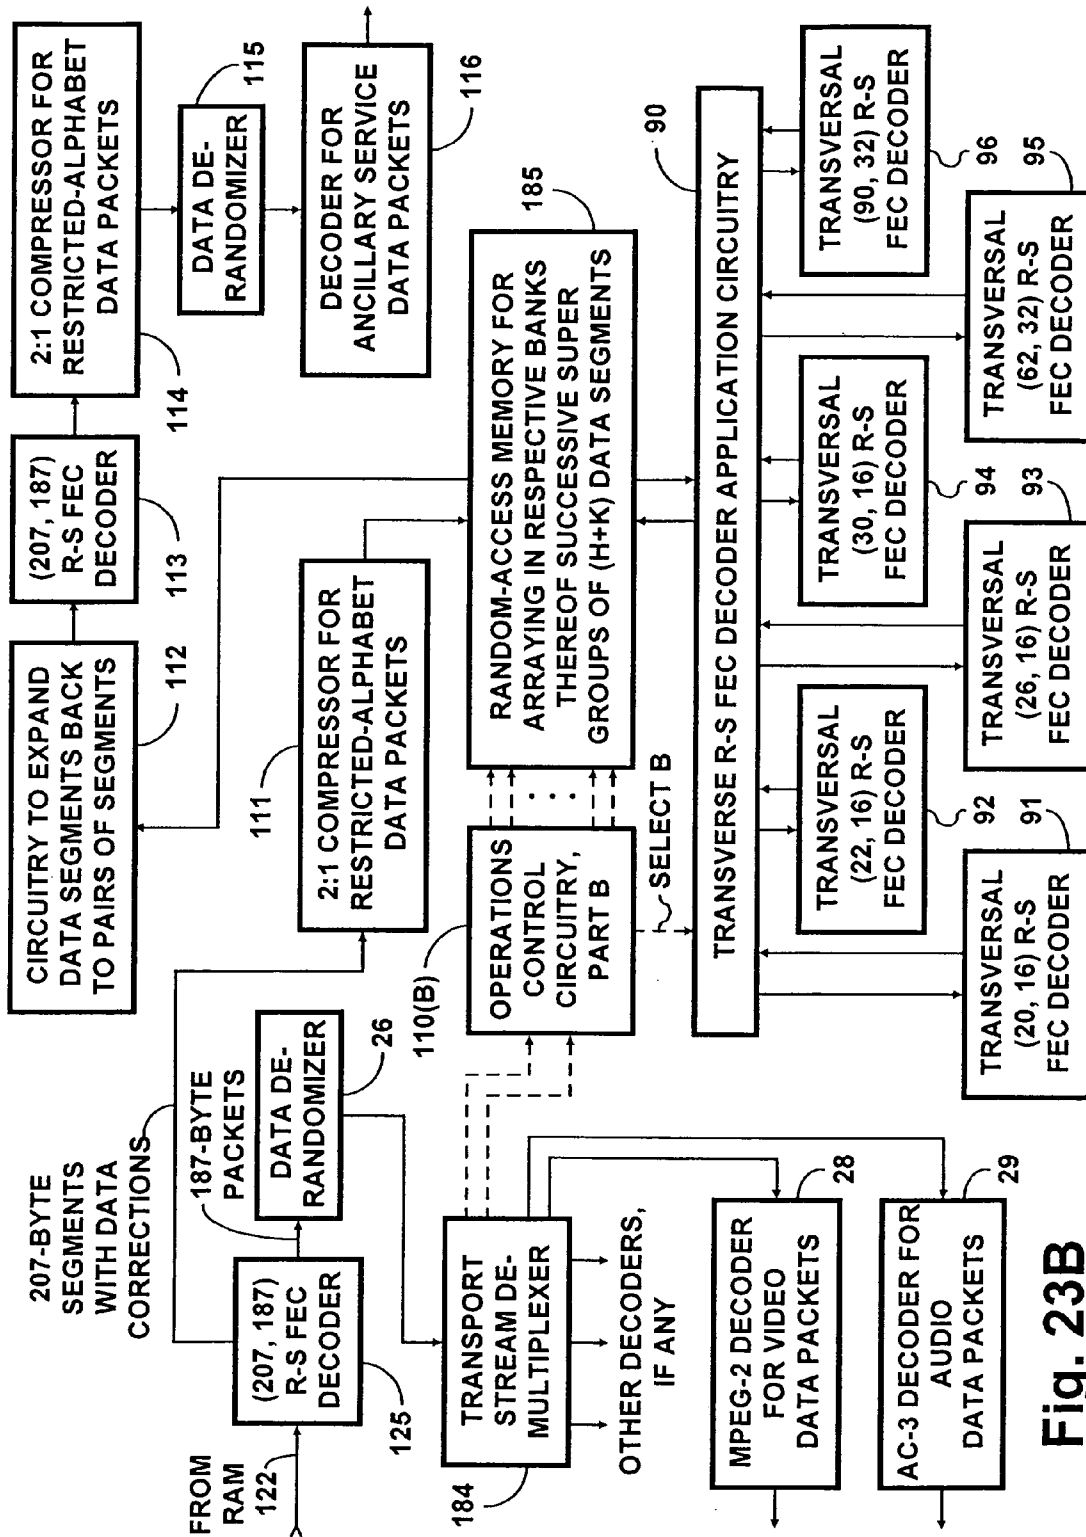 207-BYTE
SEGMENTS
WITH DATA
CORRECTIONS
FROM
RAM
122
(207, 187)
R-S FEC
DECODER
125
187-BYTE
PACKETS
DATA DE-
RANDOMIZER
26
TRANSPORT
STREAM DE-
MULTIPLEXER
184
OTHER DECODERS,
IF ANY
MPEG-2 DECODER
FOR VIDEO
DATA PACKETS
28
AC-3 DECODER FOR
AUDIO
DATA PACKETS
29
CIRCUITRY TO EXPAND
DATA SEGMENTS BACK
TO PAIRS OF SEGMENTS
112
(207, 187)
R-S FEC
DECODER
113
2:1 COMPRESSOR FOR
RESTRICTED-ALPHABET
DATA PACKETS
114
DATA DE-
RANDOMIZER
115
DECODER FOR
ANCILLARY SERVICE
DATA PACKETS
116
111
2:1 COMPRESSOR FOR
RESTRICTED-ALPHABET
DATA PACKETS
110(B)
OPERATIONS
CONTROL
CIRCUITRY,
PART B
SELECT B
RANDOM-ACCESS MEMORY FOR
ARRAYING IN RESPECTIVE BANKS
THEREOF SUCCESSIVE SUPER
GROUPS OF (H+K) DATA SEGMENTS
185
TRANSVERSE R-S FEC DECODER APPLICATION CIRCUITRY
90
TRANSVERSAL
(20, 16) R-S
FEC DECODER
91
TRANSVERSAL
(22, 16) R-S
FEC DECODER
92
TRANSVERSAL
(26, 16) R-S
FEC DECODER
93
TRANSVERSAL
(30, 16) R-S
FEC DECODER
94
TRANSVERSAL
(62, 32) R-S
FEC DECODER
95
TRANSVERSAL
(90, 32) R-S
FEC DECODER
96
Fig. 23B